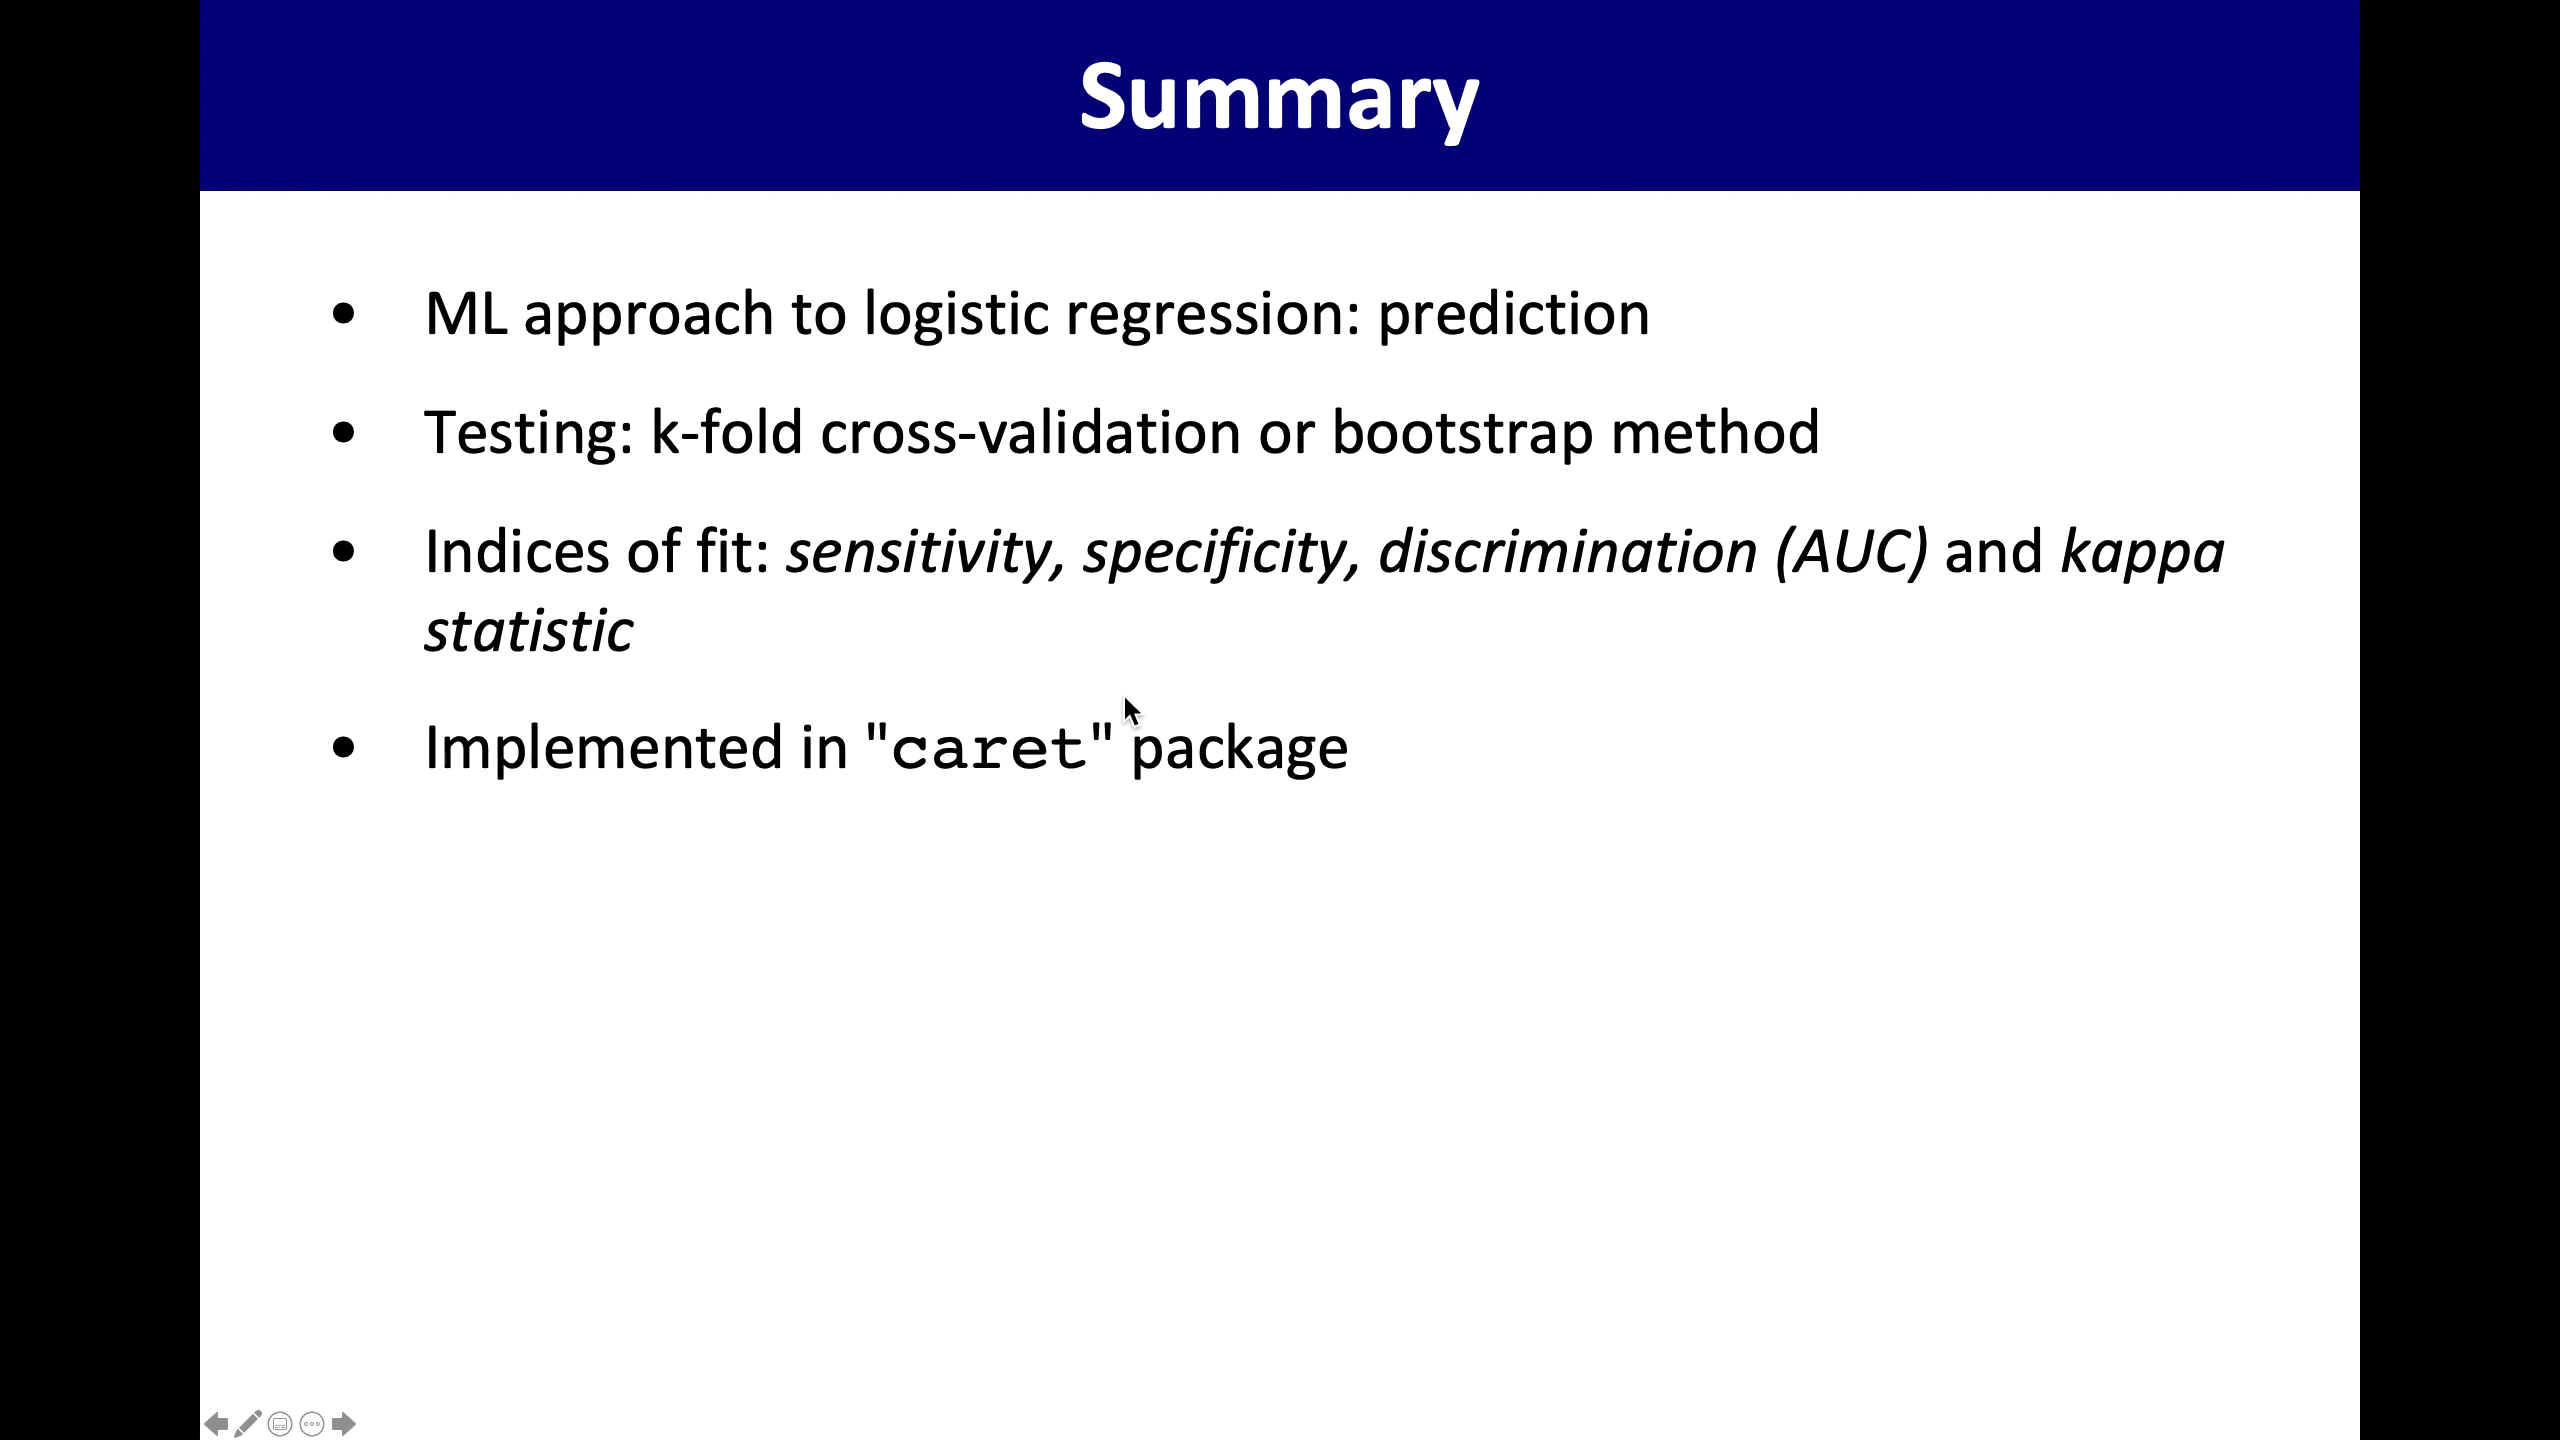 Summary
• ML approach to logistic regression: prediction
• Testing: k-fold cross-validation or bootstrap method
• Indices of fit: sensitivity, specificity, discrimination (AUC) and kappa
statistic
• Implemented in "caret" package